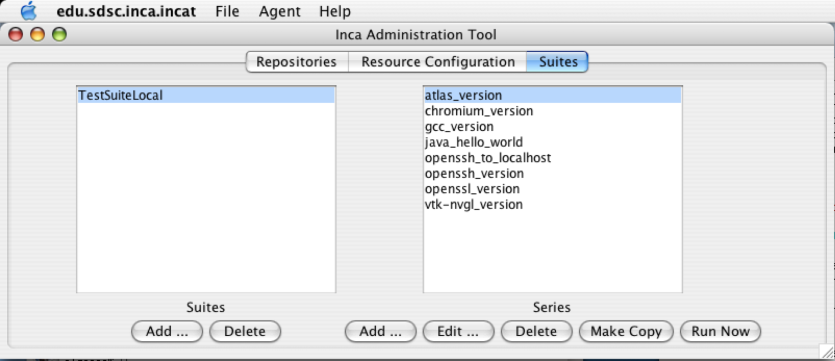 edu.sdsc.inca.incat File Agent Help
Inca Administration Tool
Repositories Resource Configuration Suites
TestSuiteLocal
atlas_version
chromium_version
gcc_version
java_hello_world
openssh_to_localhost
openssh_version
openssl_version
vtk-nvgl_version
Suites
Series
Add ... Delete
Add ... Edit ... Delete Make Copy Run Now